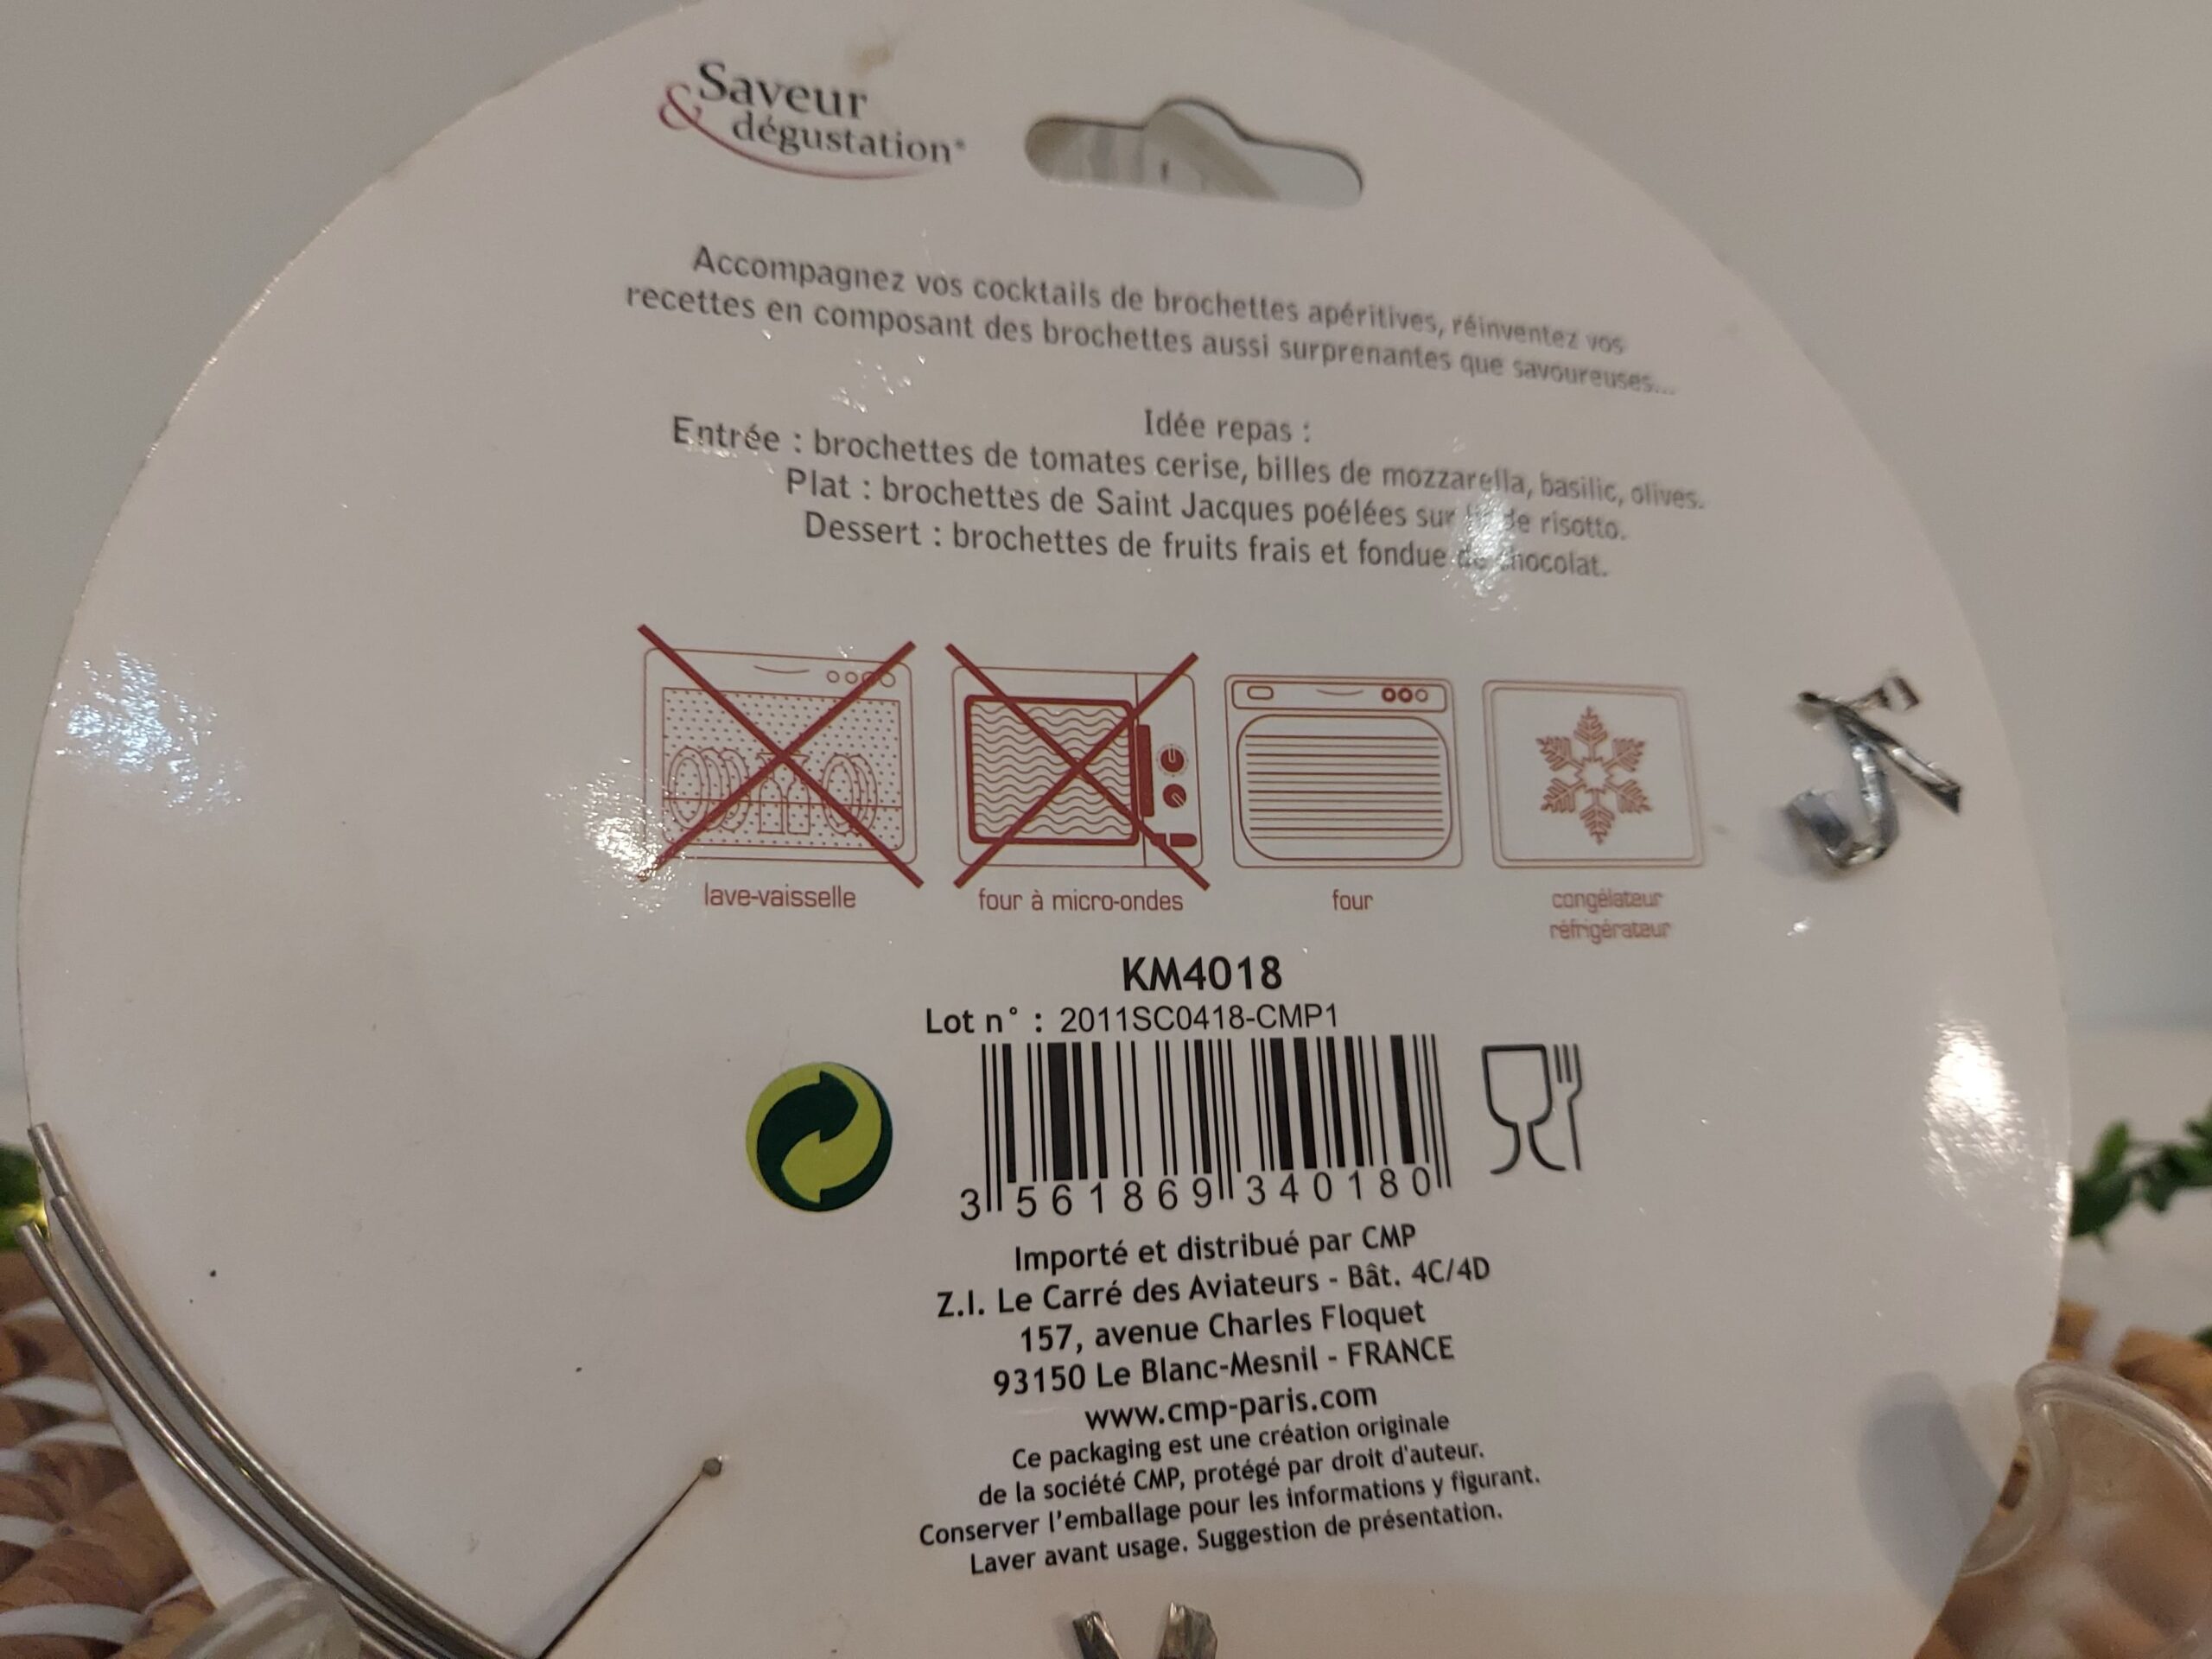 Saveur
& dégustation®
Accompagnez vos cocktails de brochettes apéritives, réinventez vos
recettes en composant des brochettes aussi surprenantes que savoureuses...
Idée repas :
Entrée : brochettes de tomates cerise, billes de mozzarella, basilic, olives.
Plat : brochettes de Saint Jacques poélées sur de risotto.
Dessert : brochettes de fruits frais et fondue de chocolat.
lave-vaisselle
four à micro-ondes
four
congélateur
réfrigérateur
KM4018
Lot n° : 2011SC0418-CMP1
3 561869 340180
Importé et distribué par CMP
Z.I. Le Carré des Aviateurs - Bât. 4C/4D
157, avenue Charles Floquet
93150 Le Blanc-Mesnil - FRANCE
www.cmp-paris.com
Ce packaging est une création originale
de la société CMP, protégé par droit d'auteur.
Conserver l'emballage pour les informations y figurant.
Laver avant usage. Suggestion de présentation.